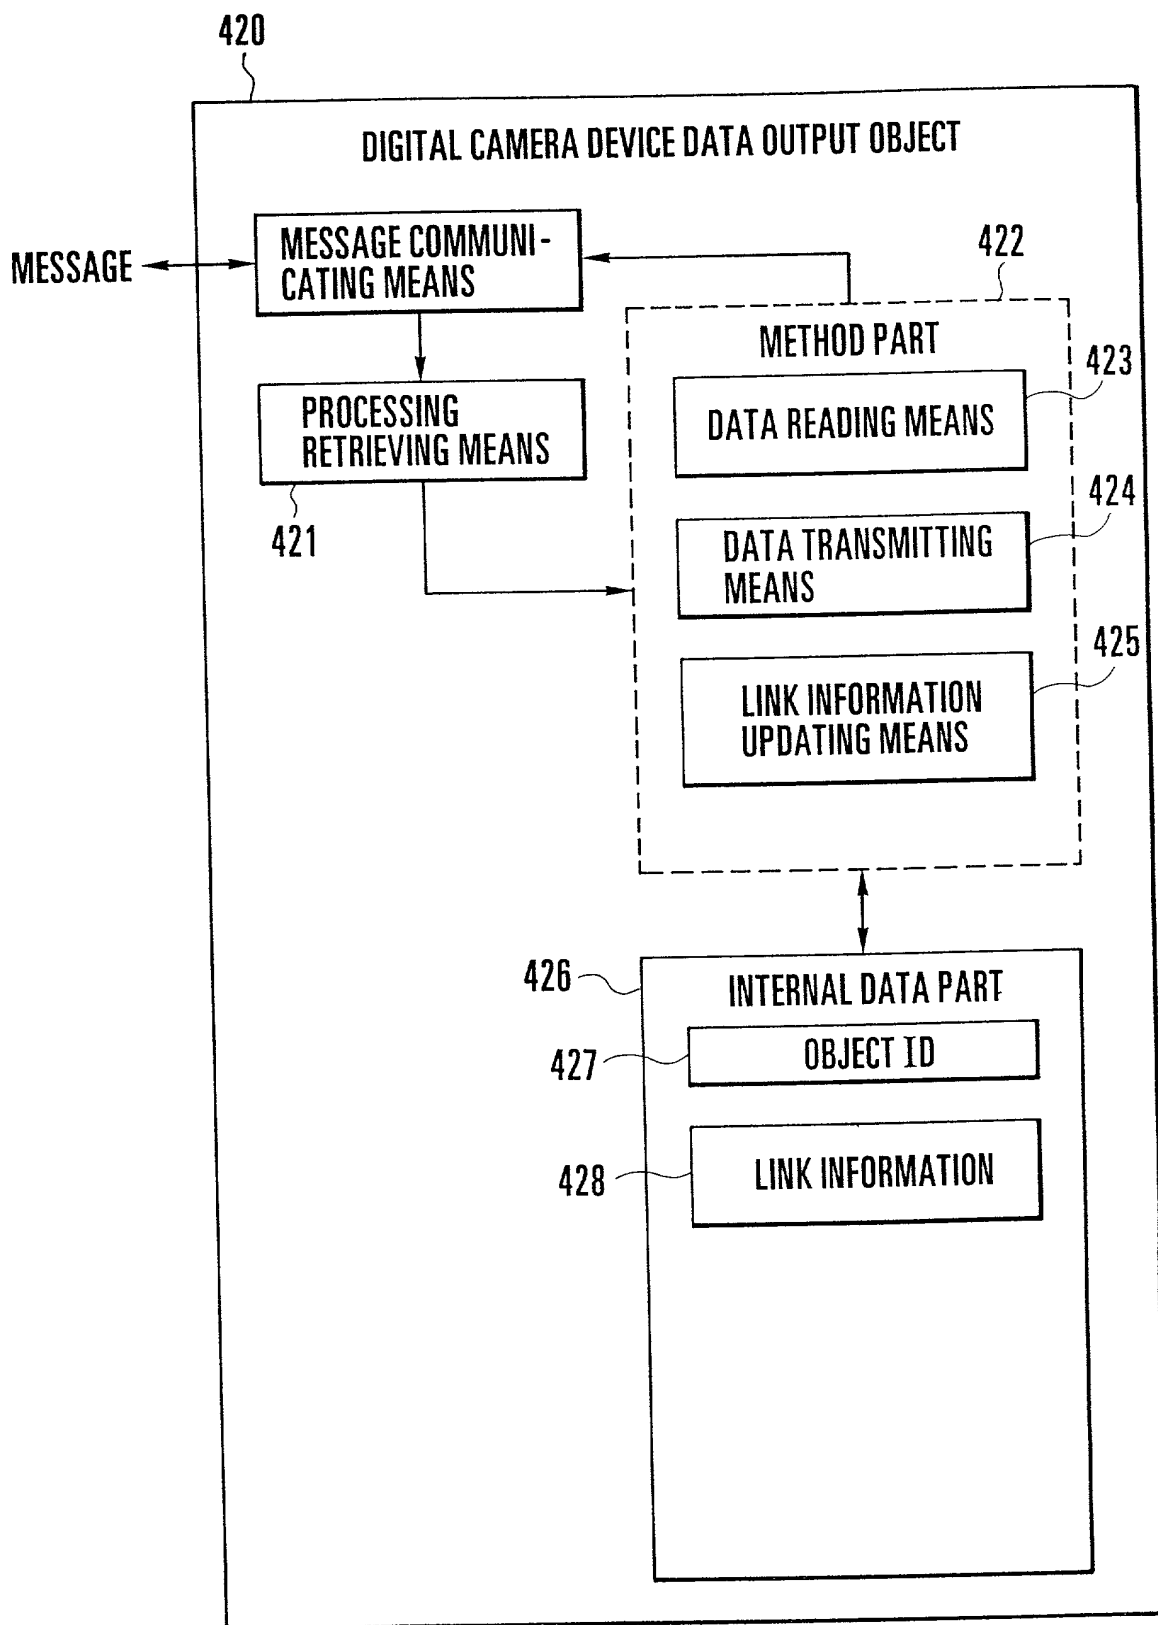 420
DIGITAL CAMERA DEVICE DATA OUTPUT OBJECT
MESSAGE
MESSAGE COMMUNI-
CATING MEANS
422
METHOD PART
423
DATA READING MEANS
PROCESSING
RETRIEVING MEANS
421
424
DATA TRANSMITTING
MEANS
425
LINK INFORMATION
UPDATING MEANS
426
INTERNAL DATA PART
427
OBJECT ID
428
LINK INFORMATION